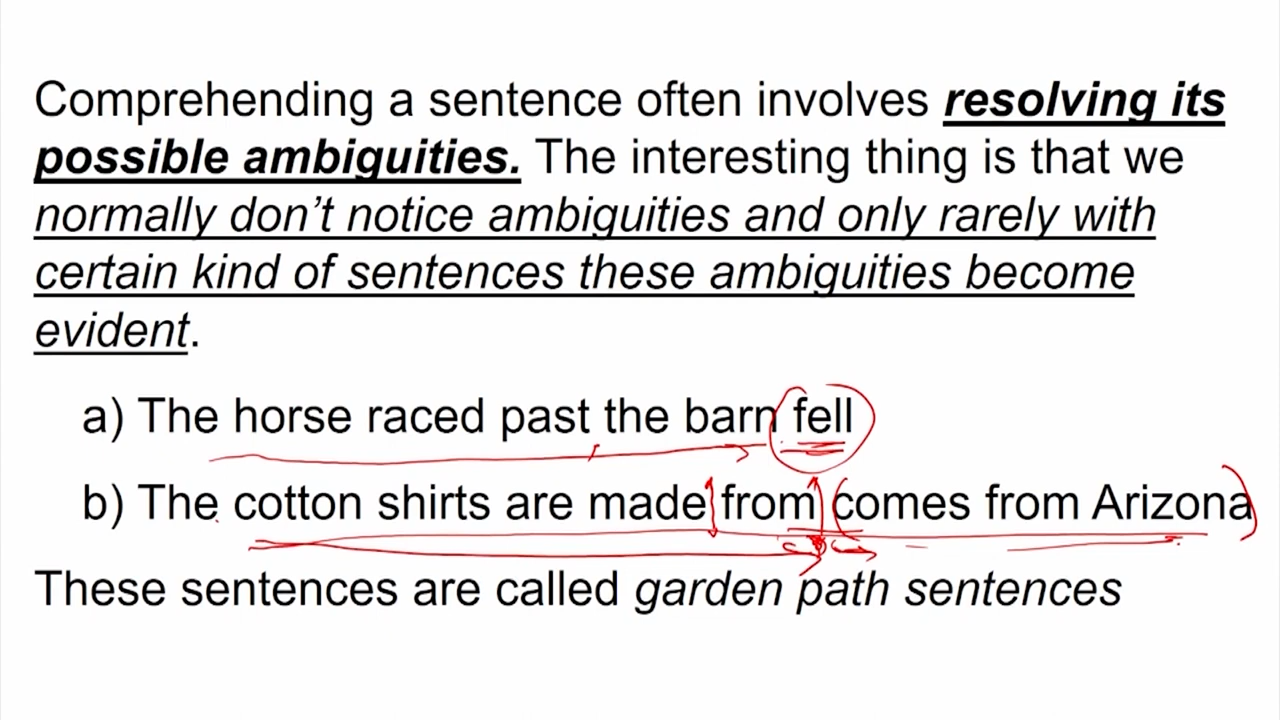 Comprehending a sentence often involves resolving its
possible ambiguities. The interesting thing is that we
normally don’t notice ambiguities and only rarely with
certain kind of sentences these ambiguities become
evident.
a) The horse raced past the barn fell
b) The cotton shirts are made from comes from Arizona
These sentences are called garden path sentences